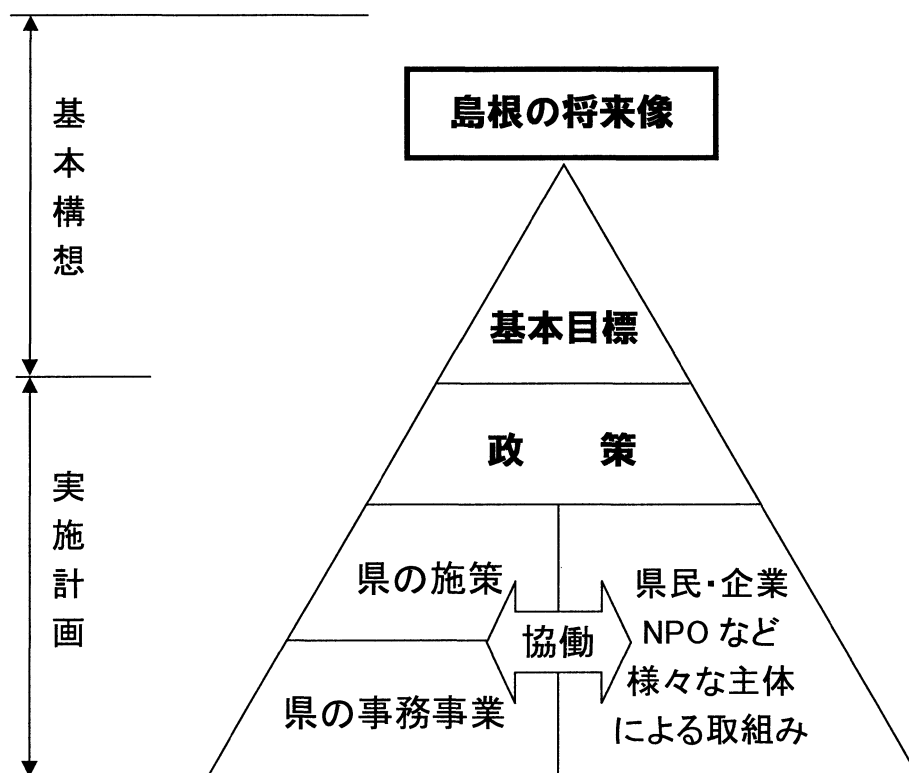 島根の将来像
基本構想
基本目標
政 策
実施計画
県の施策
県の事務事業
協働
県民・企業
NPO など
様々な主体
による取組み